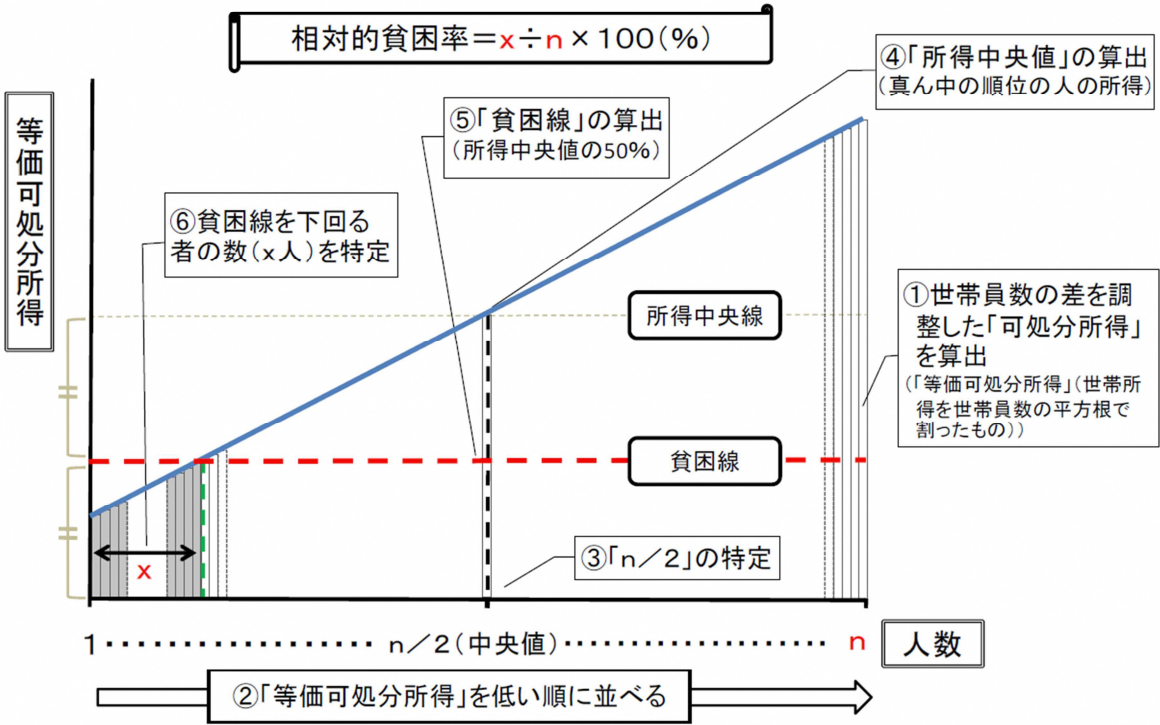 相対的貧困率＝x÷n×100(%)
④「所得中央値」の算出
(真ん中の順位の人の所得)
⑤「貧困線」の算出
(所得中央値の50%)
等価可処分所得
⑥貧困線を下回る
者の数(x人)を特定
①世帯員数の差を調
整した「可処分所得」
を算出
(「等価可処分所得」(世帯所
得を世帯員数の平方根で
割ったもの))
所得中央線
貧困線
③「n／2」の特定
x
1‥‥‥‥‥‥‥‥‥n／2(中央値)‥‥‥‥‥‥‥‥‥n
人数
②「等価可処分所得」を低い順に並べる